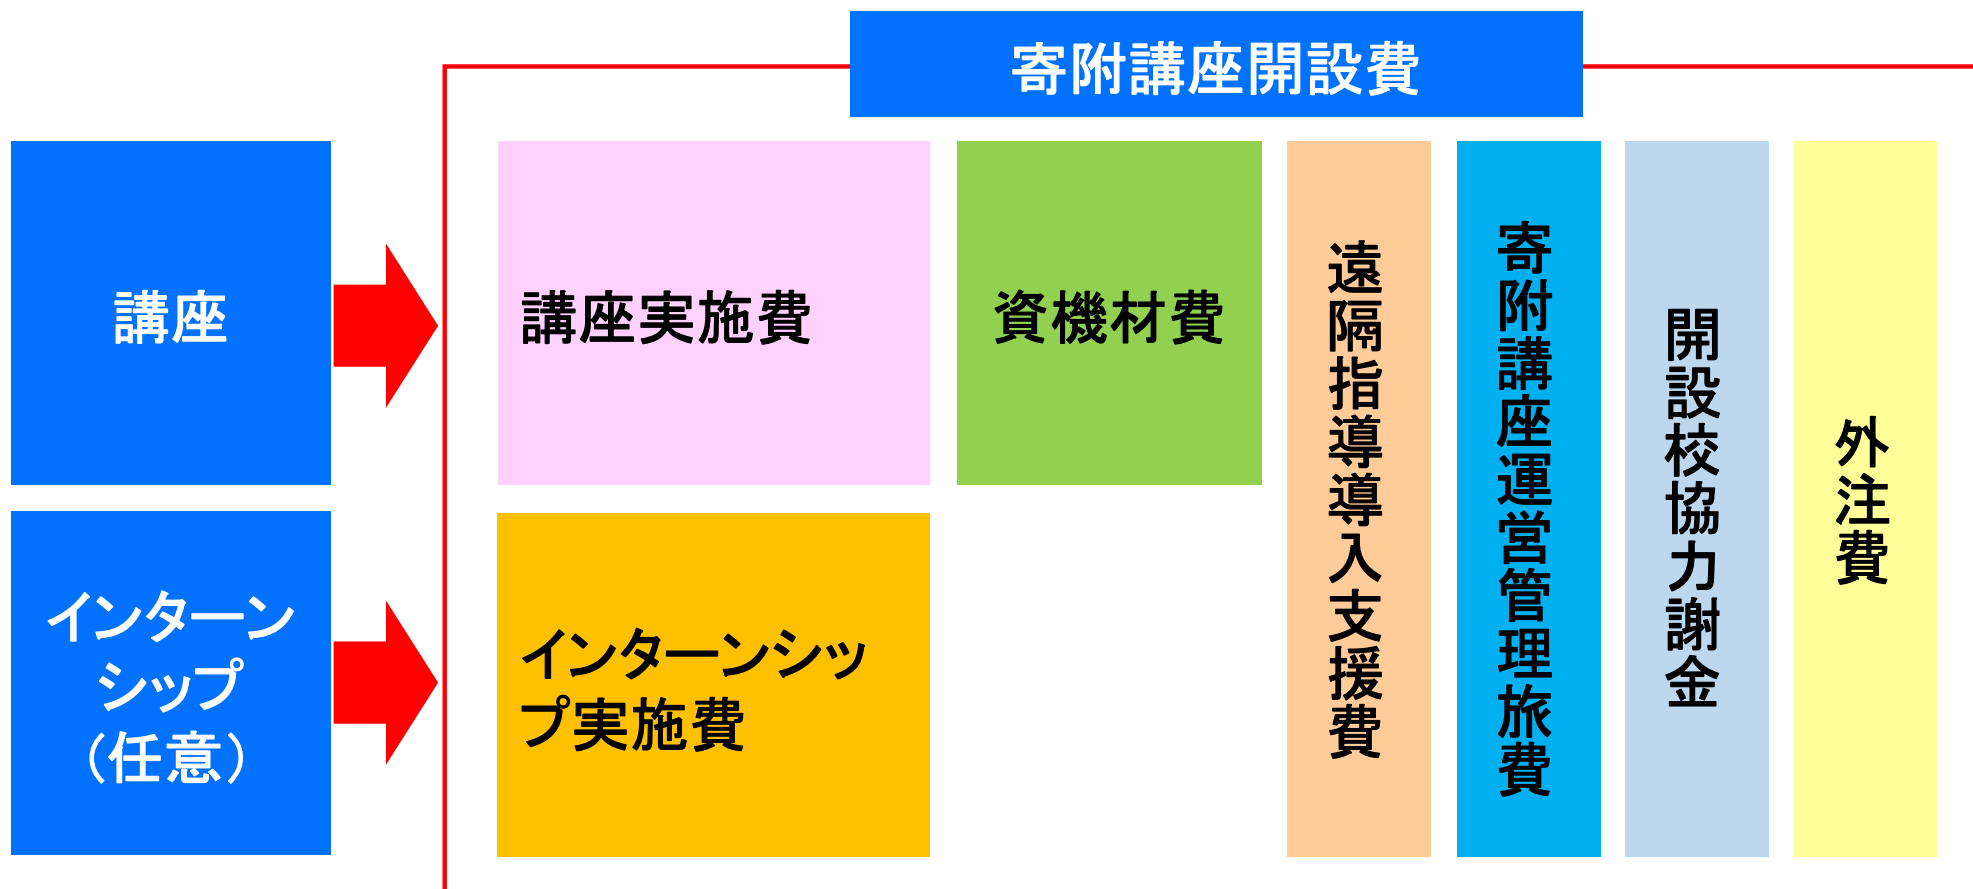 寄附講座開設費
講座
講座実施費
資機材費
遠隔指導導入支援費
寄附講座運営管理旅費
開設校協力謝金
外注費
インターン
シップ
（任意）
インターンシッ
プ実施費